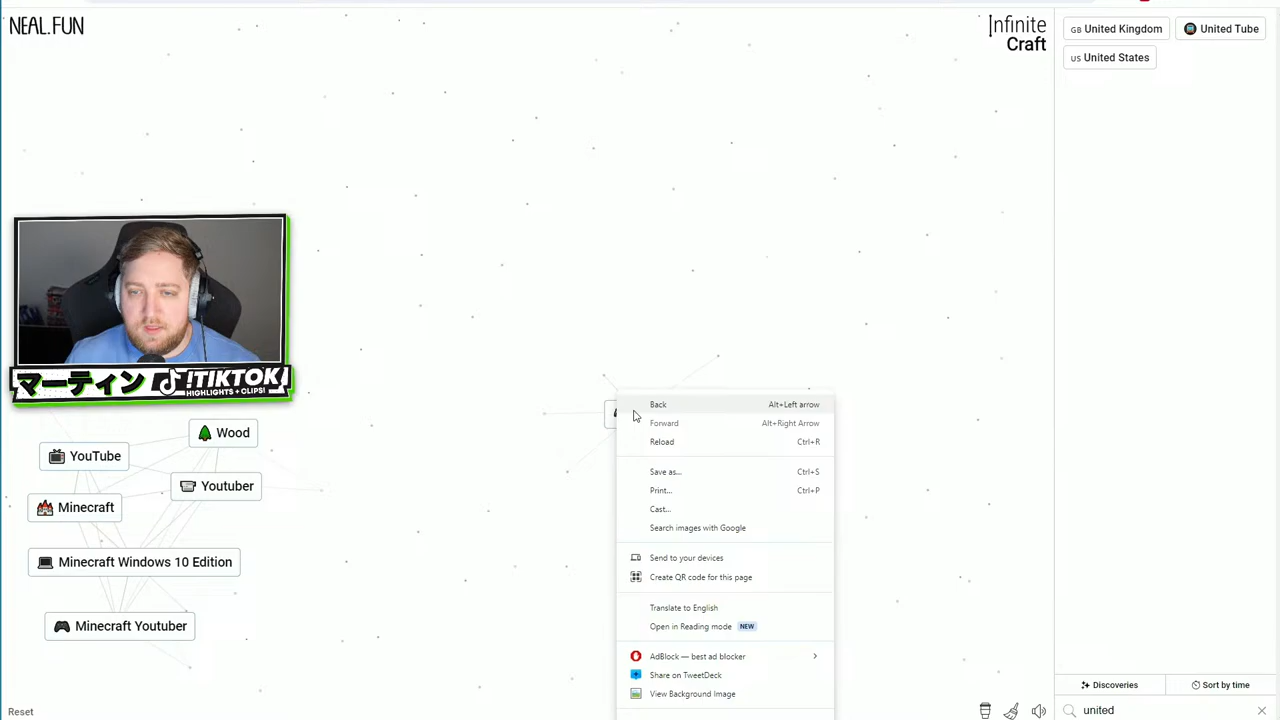 NEAL.FUN
Infinite
Craft
GB United Kingdom
United Tube
US United States
マーティン !TIKTOK
HIGHLIGHTS + CLIPS!
Wood
YouTube
Youtuber
Minecraft
Minecraft Windows 10 Edition
Minecraft Youtuber
Back Alt+Left arrow
Forward Alt+Right Arrow
Reload Ctrl+R
Save as... Ctrl+S
Print... Ctrl+P
Cast...
Search images with Google
Send to your devices
Create QR code for this page
Translate to English
Open in Reading mode NEW
AdBlock — best ad blocker
Share on TweetDeck
View Background Image
Discoveries
Sort by time
united
Reset